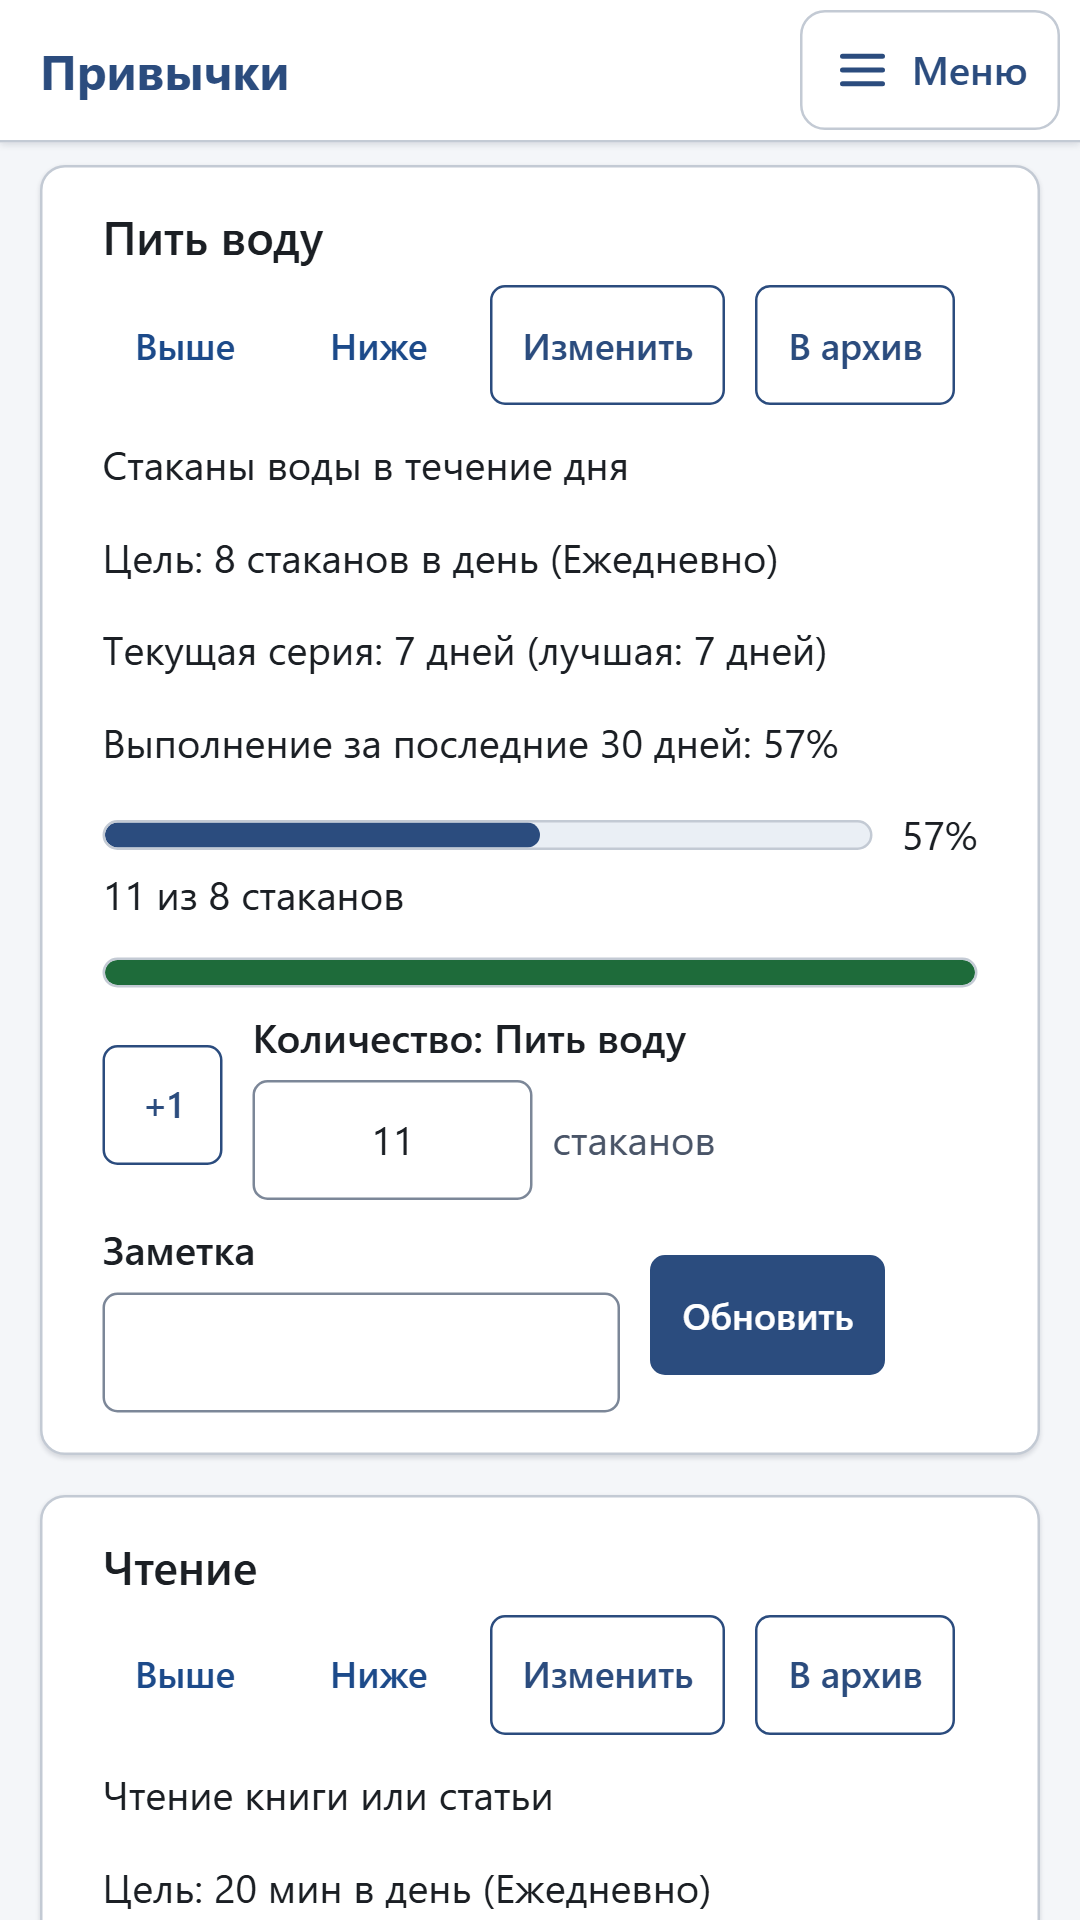 Привычки
Меню
Пить воду
Выше Ниже Изменить В архив
Стаканы воды в течение дня
Цель: 8 стаканов в день (Ежедневно)
Текущая серия: 7 дней (лучшая: 7 дней)
Выполнение за последние 30 дней: 57%
57%
11 из 8 стаканов
Количество: Пить воду
+1
11 стаканов
Заметка
Обновить
Чтение
Выше Ниже Изменить В архив
Чтение книги или статьи
Цель: 20 мин в день (Ежедневно)